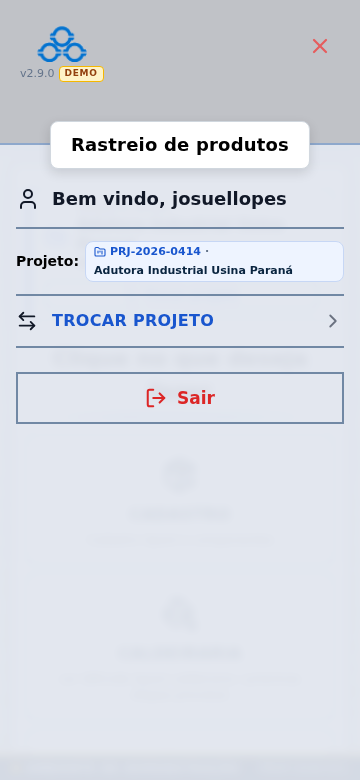 v2.9.0 DEMO
Rastreio de produtos
Bem vindo, josuellopes
Projeto: PRJ-2026-0414 ·
Adutora Industrial Usina Paraná
TROCAR PROJETO
Sair